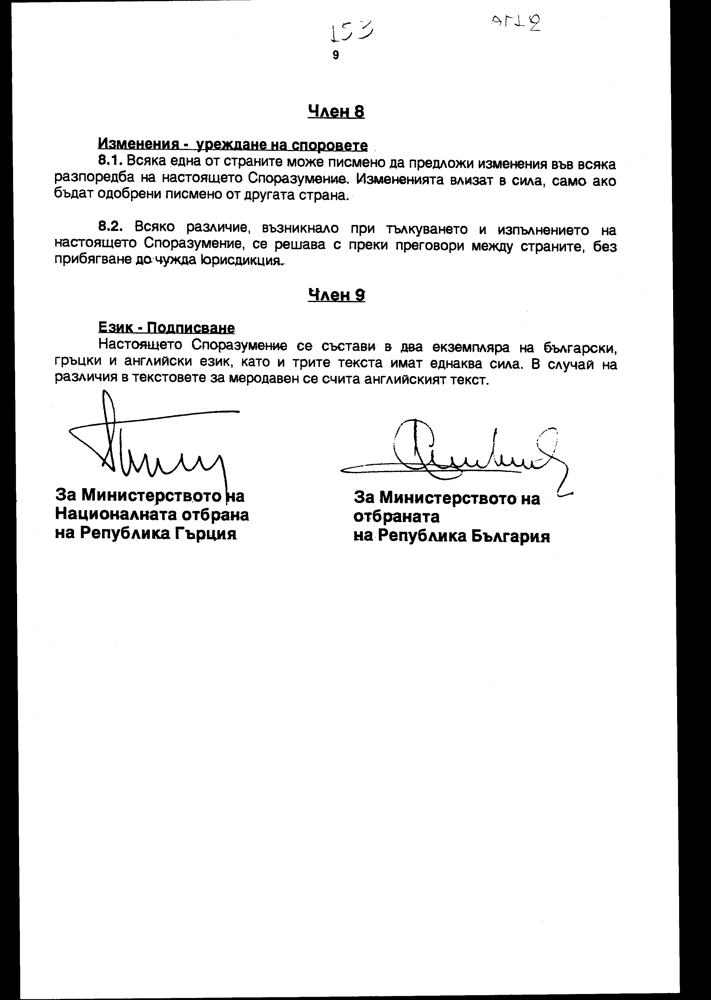 153
9
Член 8
Изменения - уреждане на споровете
8.1. Всяка една от страните може писмено да предложи изменения във всяка
разпоредба на настоящето Споразумение. Измененията влизат в сила, само ако
бъдат одобрени писмено от другата страна.
8.2. Всяко различие, възникнало при тълкуването и изпълнението на
настоящето Споразумение, се решава с преки преговори между страните, без
прибягване до чужда юрисдикция.
Член 9
Език - Подписване
Настоящето Споразумение се състави в два екземпляра на български,
гръцки и английски език, като и трите текста имат еднаква сила. В случай на
различия в текстовете за меродавен се счита английският текст.
За Министерството на
Националната отбрана
на Република Гърция
За Министерството на
отбраната
на Република България